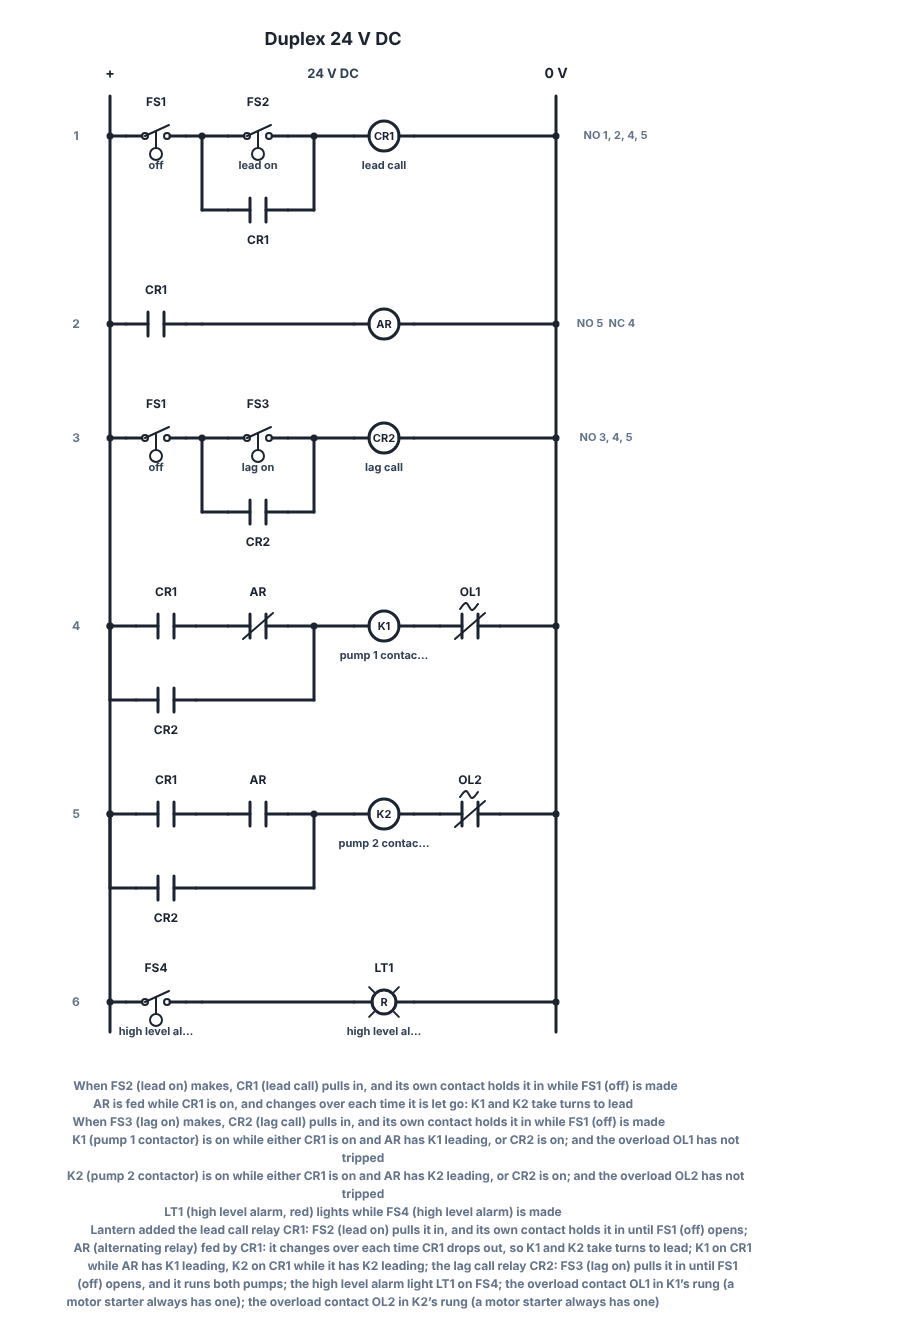 Duplex 24 V DC
+ 24 V DC 0 V
FS1 FS2
1 CR1 NO 1, 2, 4, 5
off lead on lead call
CR1
CR1
2 AR NO 5 NC 4
FS1 FS3
3 CR2 NO 3, 4, 5
off lag on lag call
CR2
CR1 AR OL1
4 K1
pump 1 contac...
CR2
CR1 AR OL2
5 K2
pump 2 contac...
CR2
FS4 LT1
6 R
high level al... high level al...
When FS2 (lead on) makes, CR1 (lead call) pulls in, and its own contact holds it in while FS1 (off) is made
AR is fed while CR1 is on, and changes over each time it is let go: K1 and K2 take turns to lead
When FS3 (lag on) makes, CR2 (lag call) pulls in, and its own contact holds it in while FS1 (off) is made
K1 (pump 1 contactor) is on while either CR1 is on and AR has K1 leading, or CR2 is on; and the overload OL1 has not
tripped
K2 (pump 2 contactor) is on while either CR1 is on and AR has K2 leading, or CR2 is on; and the overload OL2 has not
tripped
LT1 (high level alarm, red) lights while FS4 (high level alarm) is made
Lantern added the lead call relay CR1: FS2 (lead on) pulls it in, and its own contact holds it in until FS1 (off) opens;
AR (alternating relay) fed by CR1: it changes over each time CR1 drops out, so K1 and K2 take turns to lead; K1 on CR1
while AR has K1 leading, K2 on CR1 while it has K2 leading; the lag call relay CR2: FS3 (lag on) pulls it in until FS1
(off) opens, and it runs both pumps; the high level alarm light LT1 on FS4; the overload contact OL1 in K1's rung (a
motor starter always has one); the overload contact OL2 in K2's rung (a motor starter always has one)